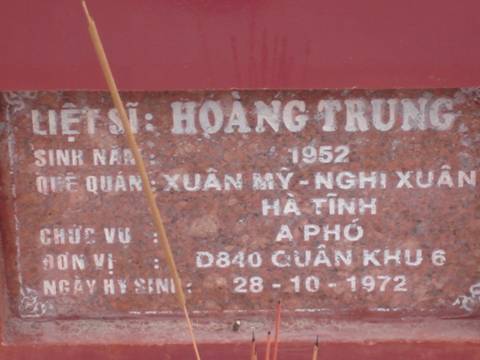 LIỆT SĨ: HOÀNG TRUNG
SINH NĂM : 1952
QUÊ QUÁN: XUÂN MỸ - NGHI XUÂN
HÀ TĨNH
CHỨC VỤ : A PHÓ
ĐƠN VỊ : D840 QUÂN KHU 6
NGÀY HY SINH : 28 - 10 - 1972